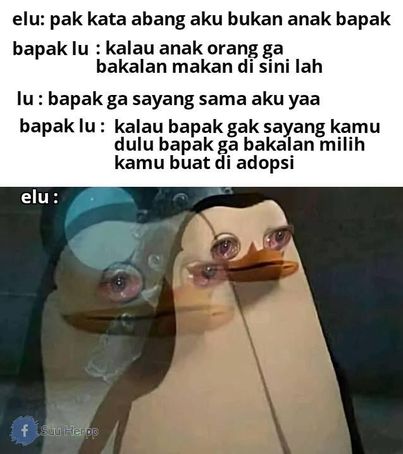 elu: pak kata abang aku bukan anak bapak
bapak lu : kalau anak orang ga
bakalan makan di sini lah
lu : bapak ga sayang sama aku yaa
bapak lu : kalau bapak gak sayang kamu
dulu bapak ga bakalan milih
kamu buat di adopsi
elu :
f Suu Herpp